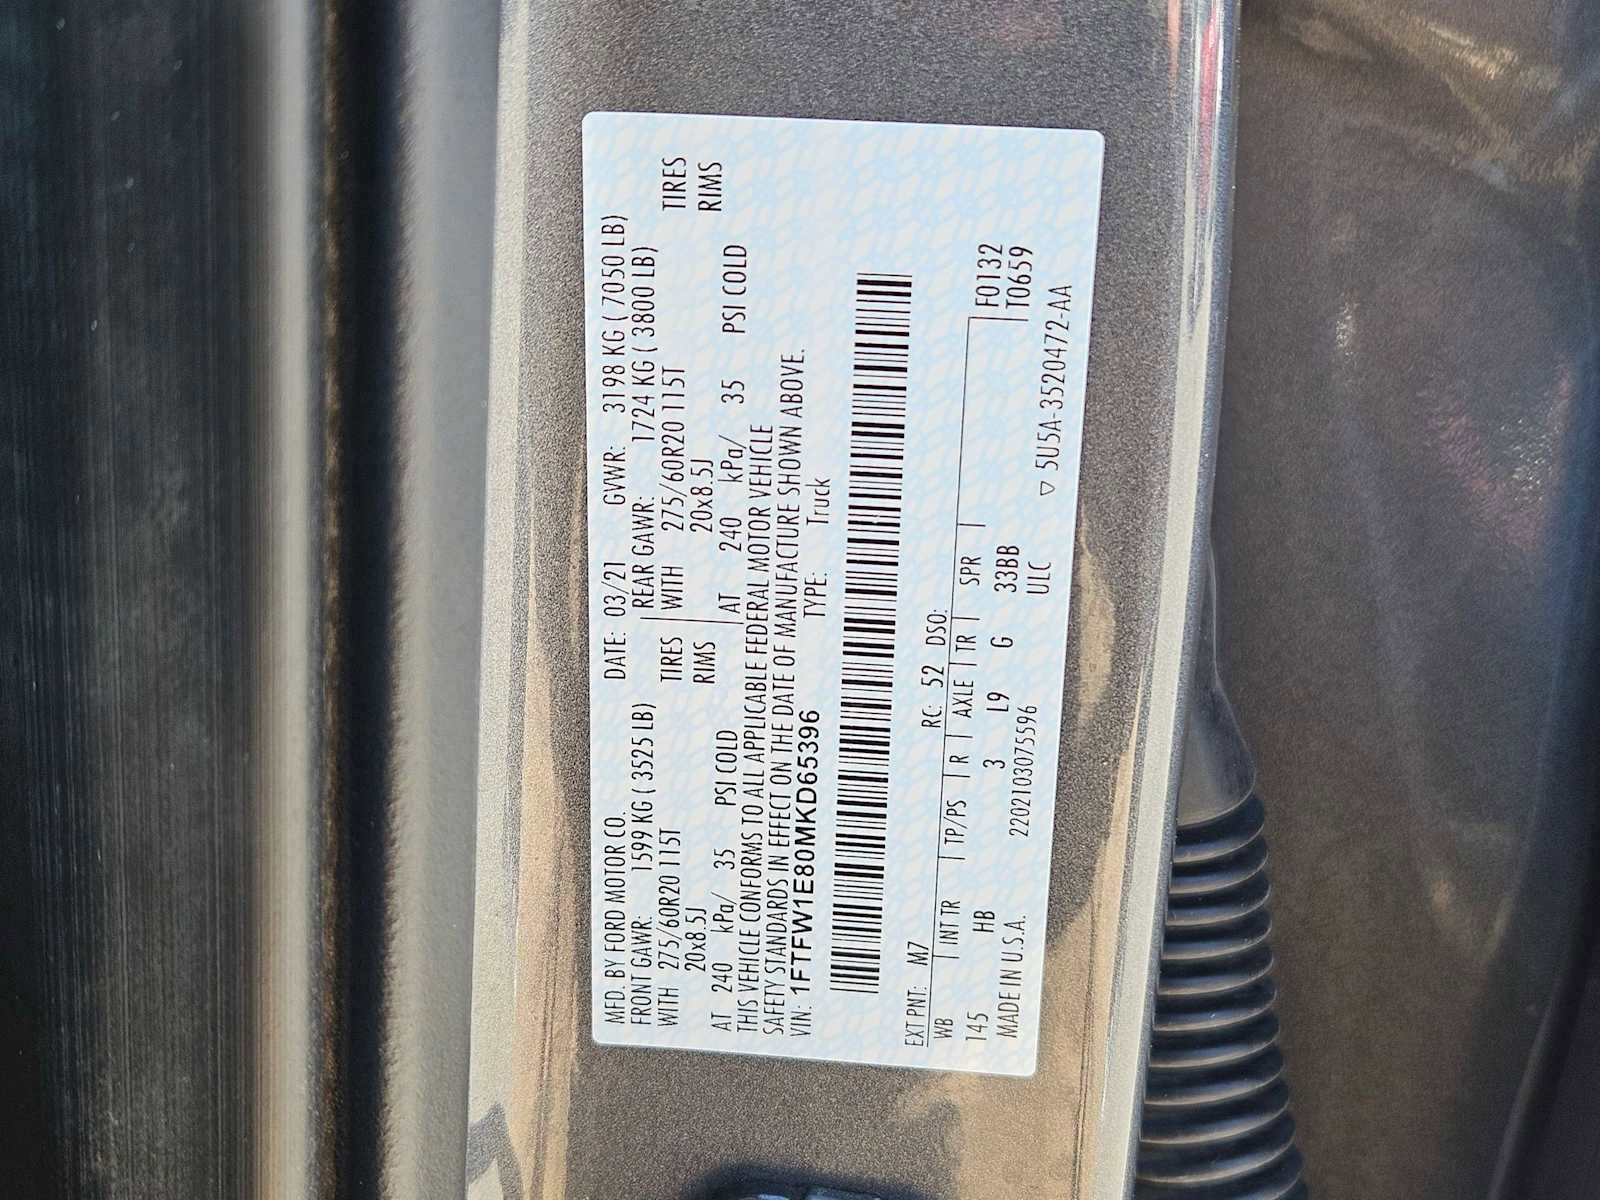 MFD. BY FORD MOTOR CO. DATE: 03/21 GVWR: 3198 KG ( 7050 LB)
FRONT GAWR: 1599 KG ( 3525 LB) REAR GAWR: 1724 KG ( 3800 LB)
WITH 275/60R20 115T TIRES WITH 275/60R20 115T TIRES
20x8.5J RIMS 20x8.5J RIMS
AT 240 kPa/ 35 PSI COLD AT 240 kPa/ 35 PSI COLD
THIS VEHICLE CONFORMS TO ALL APPLICABLE FEDERAL MOTOR VEHICLE
SAFETY STANDARDS IN EFFECT ON THE DATE OF MANUFACTURE SHOWN ABOVE.
VIN: 1FTFW1E80MKD65396 TYPE: Truck
EXT PNT: M7 RC: 52 DSO:
WB INT TR TP/PS R AXLE TR SPR F0132
145 HB 3 L9 G 33BB T0659
MADE IN U.S.A. 220210307559​6 ULC ▽ 5U5A-3520472-AA